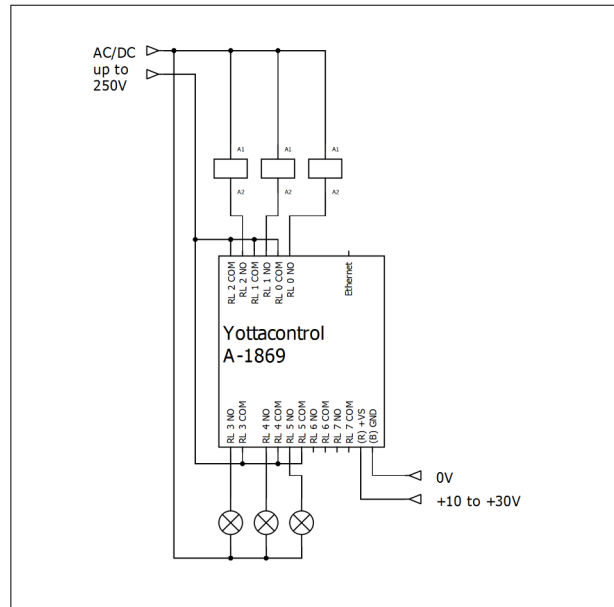 AC/DC
up to
250V
A1
A1
A1
A2
A2
A2
RL 2 COM
RL 2 NO
RL 1 COM
RL 1 NO
RL 0 COM
RL 0 NO
Ethernet
Yottacontrol
A-1869
RL 3 NO
RL 3 COM
RL 4 NO
RL 4 COM
RL 5 NO
RL 5 COM
RL 6 NO
RL 6 COM
RL 7 NO
RL 7 COM
(R) +VS
(B) GND
0V
+10 to +30V